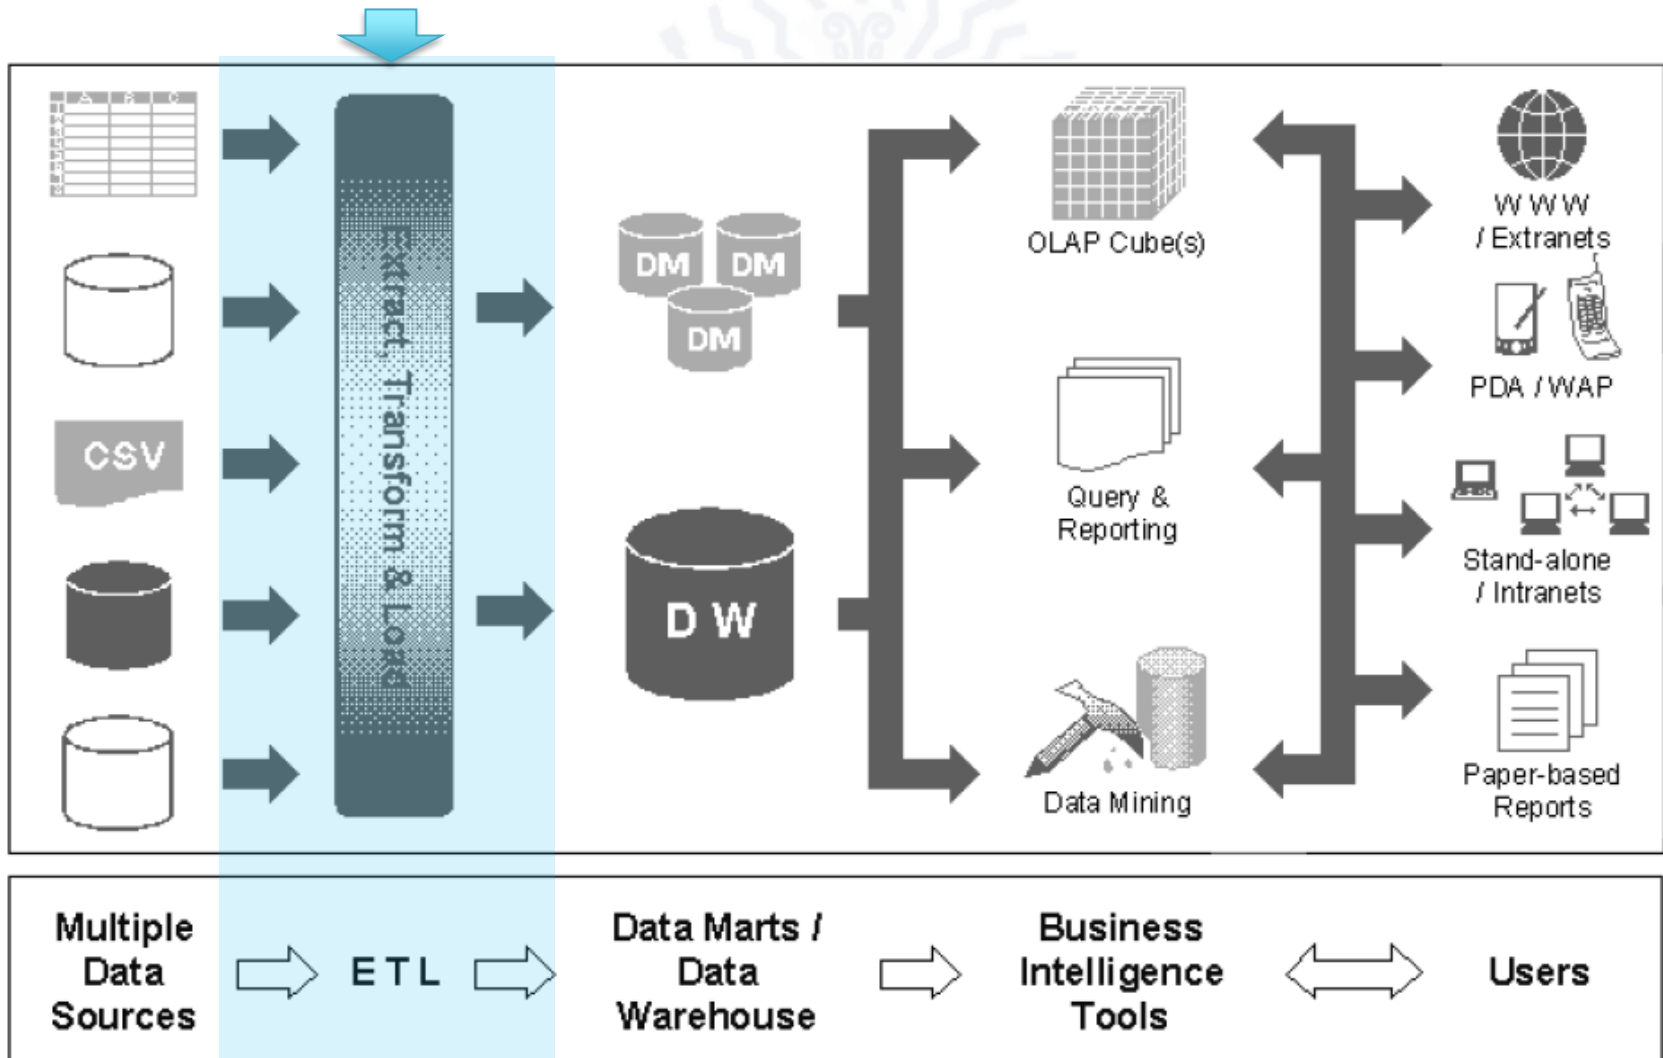 A B C
Extract, Transform & Load
CSV
DM DM
DM
D W
OLAP Cube(s)
Query &
Reporting
Data Mining
W W W
/ Extranets
PDA / WAP
Stand-alone
/ Intranets
Paper-based
Reports
Multiple
Data
Sources
E T L
Data Marts /
Data
Warehouse
Business
Intelligence
Tools
Users